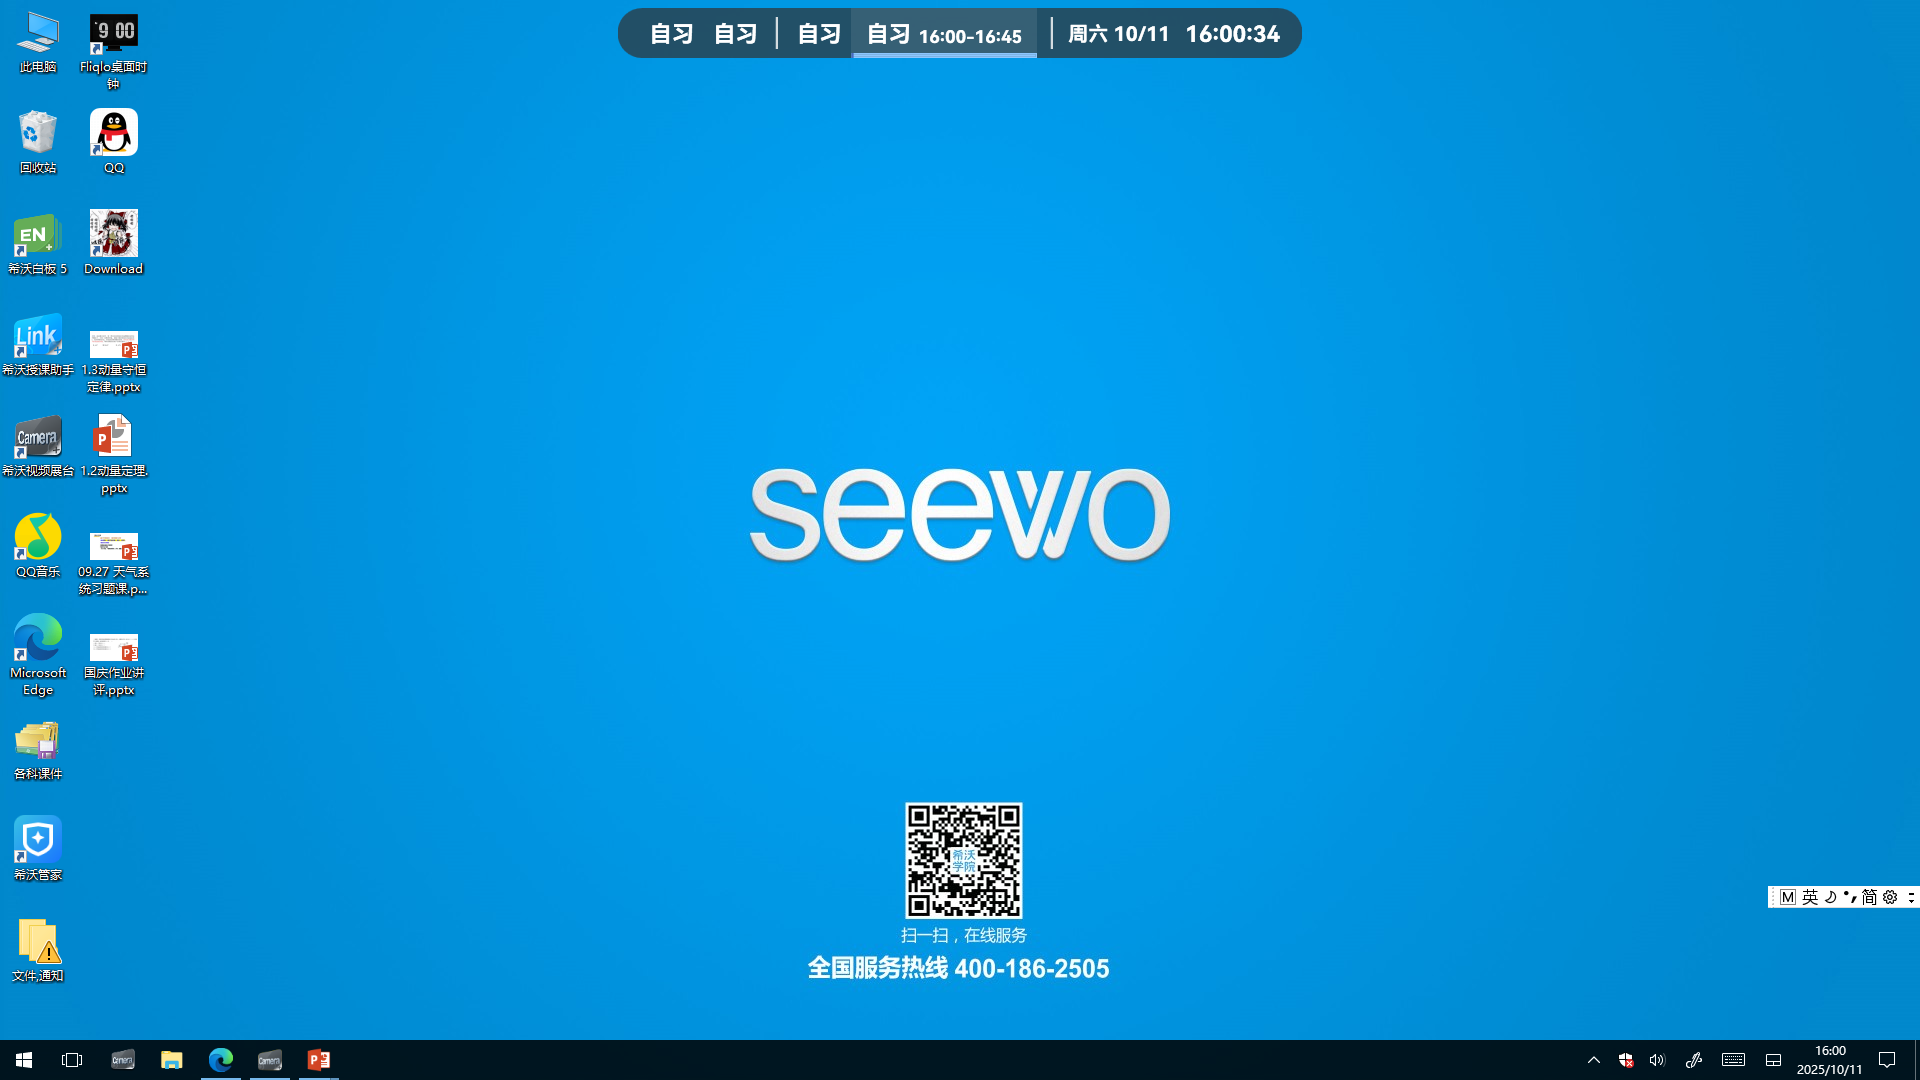 自习 自习 自习 自习 16:00-16:45 周六 10/11 16:00:34
此电脑
Fliqlo桌面时
钟
9 00
回收站
QQ
EN
希沃白板 5
Download
Link
希沃授课助手
1.3动量守恒
定律.pptx
Camera
希沃视频展台
P
1.2动量定理.
pptx
QQ音乐
P
09.27 天气系
统习题课.p...
Microsoft
Edge
P
国庆作业讲
评.pptx
各科课件
希沃管家
文件,通知
seewo
希沃
学院
扫一扫，在线服务
全国服务热线 400-186-2505
M 英 简
Camera
Camera
P
16:00
2025/10/11